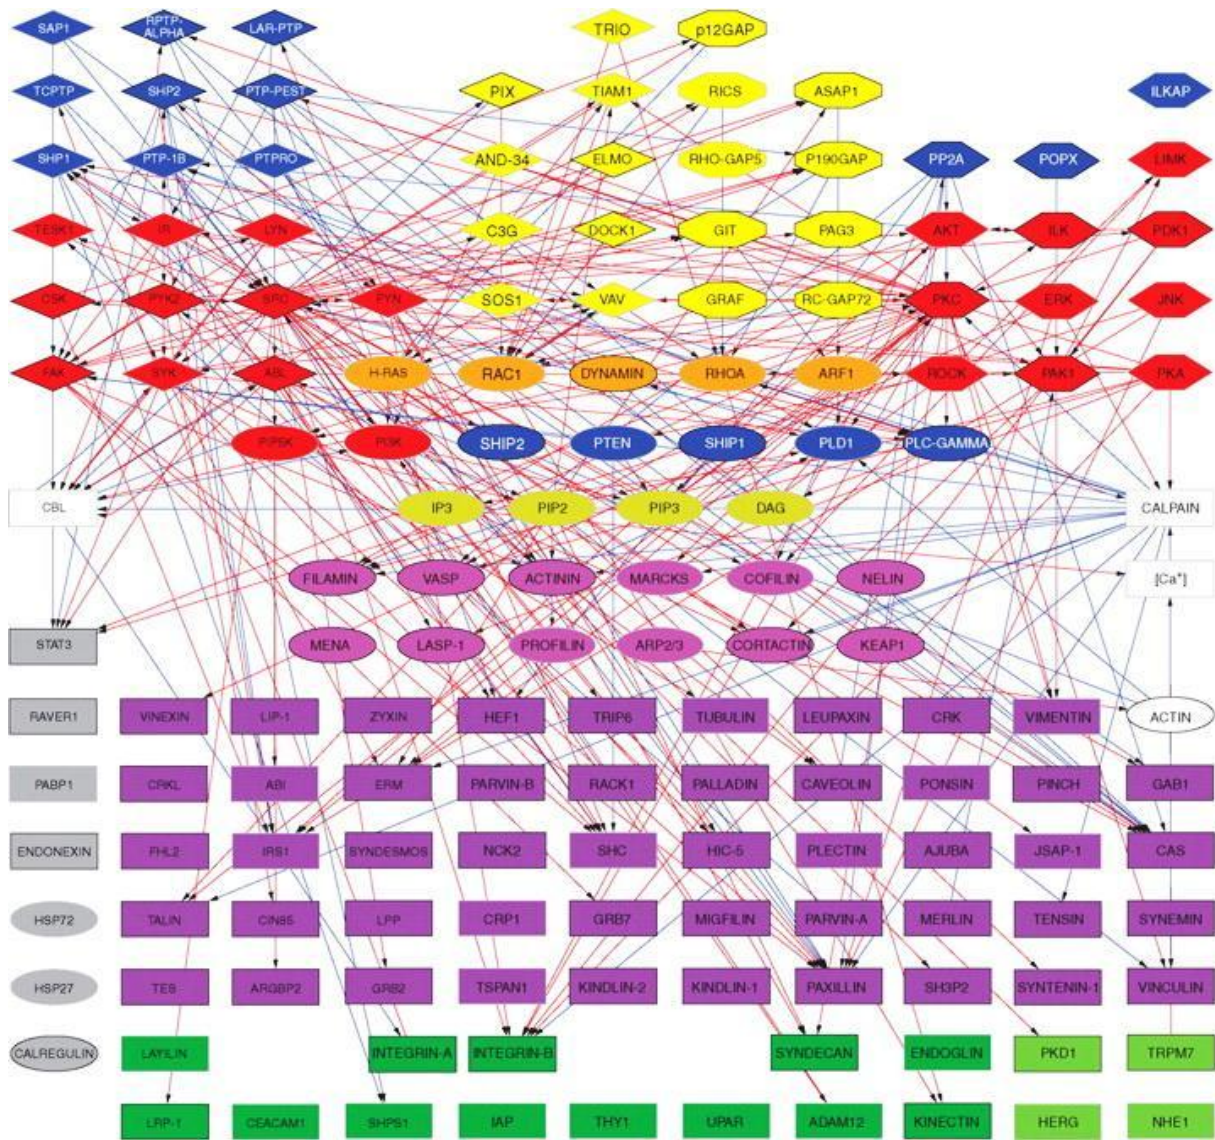 SAP1
RPTP-
ALPHA
LAR-PTP
TRIO
p12GAP
TCPTP
SHP2
PTP-PEST
PIX
TIAM1
RICS
ASAP1
ILKAP
SHP1
PTP-1B
PTPRO
AND-34
ELMO
RHO-GAP5
P190GAP
PP2A
POPX
LIMK
TESK1
IR
LYN
C3G
DOCK1
GIT
PAG3
AKT
ILK
PDK1
CSK
PYK2
SRC
FYN
SOS1
VAV
GRAF
RC-GAP72
PKC
ERK
JNK
FAK
SYK
ABL
H-RAS
RAC1
DYNAMIN
RHOA
ARF1
ROCK
PAK1
PKA
PIP5K
PI3K
SHIP2
PTEN
SHIP1
PLD1
PLC-GAMMA
CBL
IP3
PIP2
PIP3
DAG
CALPAIN
FILAMIN
VASP
ACTININ
MARCKS
COFILIN
NELIN
[Ca⁺]
STAT3
MENA
LASP-1
PROFILIN
ARP2/3
CORTACTIN
KEAP1
RAVER1
VINEXIN
LIP-1
ZYXIN
HEF1
TRIP6
TUBULIN
LEUPAXIN
CRK
VIMENTIN
ACTIN
PABP1
CRKL
ABI
ERM
PARVIN-B
RACK1
PALLADIN
CAVEOLIN
PONSIN
PINCH
GAB1
ENDONEXIN
FHL2
IRS1
SYNDESMOS
NCK2
SHC
HIC-5
PLECTIN
AJUBA
JSAP-1
CAS
HSP72
TALIN
CIN85
LPP
CRP1
GRB7
MIGFILIN
PARVIN-A
MERLIN
TENSIN
SYNEMIN
HSP27
TES
ARGBP2
GRB2
TSPAN1
KINDLIN-2
KINDLIN-1
PAXILLIN
SH3P2
SYNTENIN-1
VINCULIN
CALREGULIN
LAYILIN
INTEGRIN-A
INTEGRIN-B
SYNDECAN
ENDOGLIN
PKD1
TRPM7
LRP-1
CEACAM1
SHPS1
IAP
THY1
UPAR
ADAM12
KINECTIN
HERG
NHE1